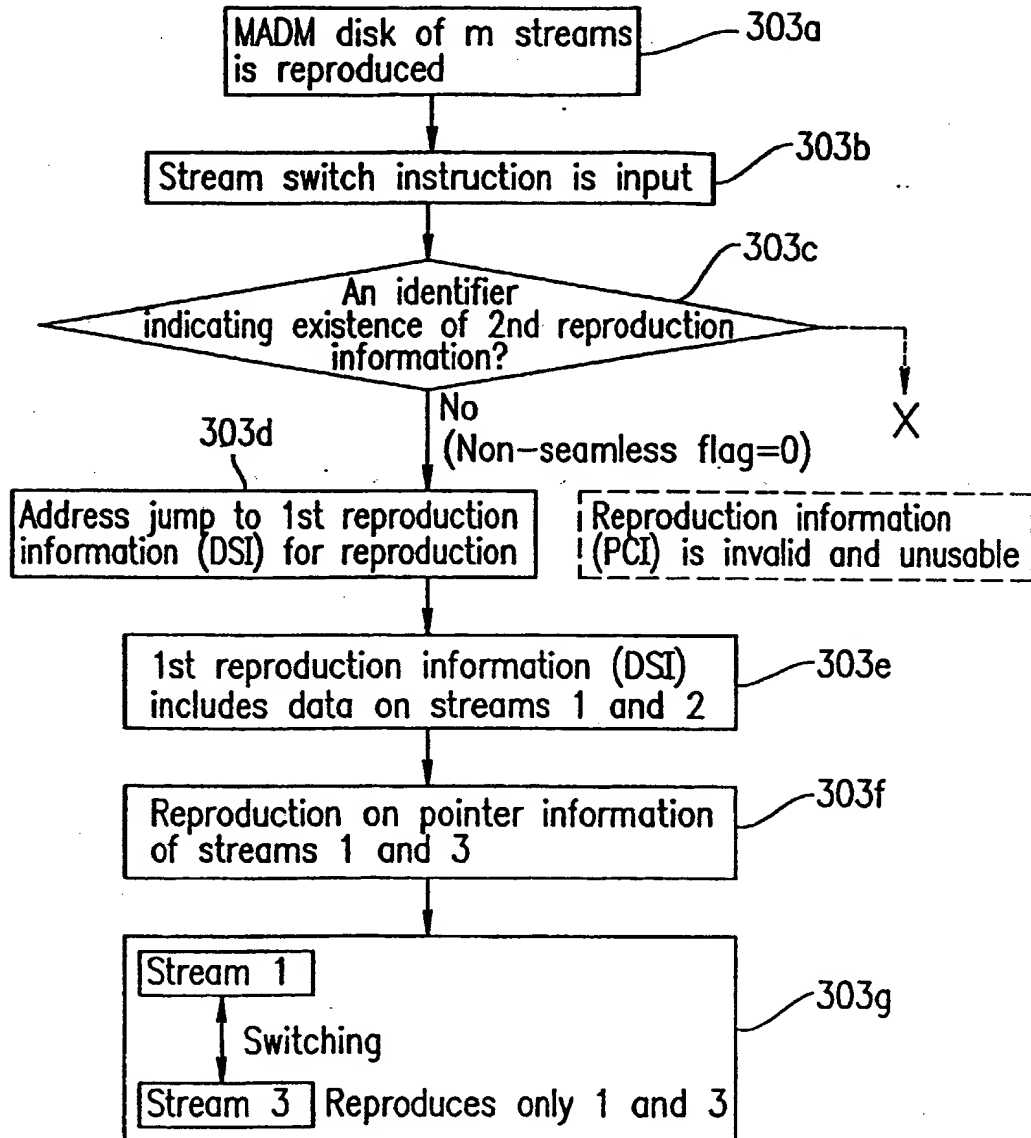 MADM disk of m streams
is reproduced
303a
Stream switch instruction is input
303b
303c
An identifier
indicating existence of 2nd reproduction
information?
X
No
(Non-seamless flag=0)
303d
Address jump to 1st reproduction
information (DSI) for reproduction
Reproduction information
(PCI) is invalid and unusable
1st reproduction information (DSI)
includes data on streams 1 and 2
303e
Reproduction on pointer information
of streams 1 and 3
303f
Stream 1
303g
Switching
Stream 3 Reproduces only 1 and 3